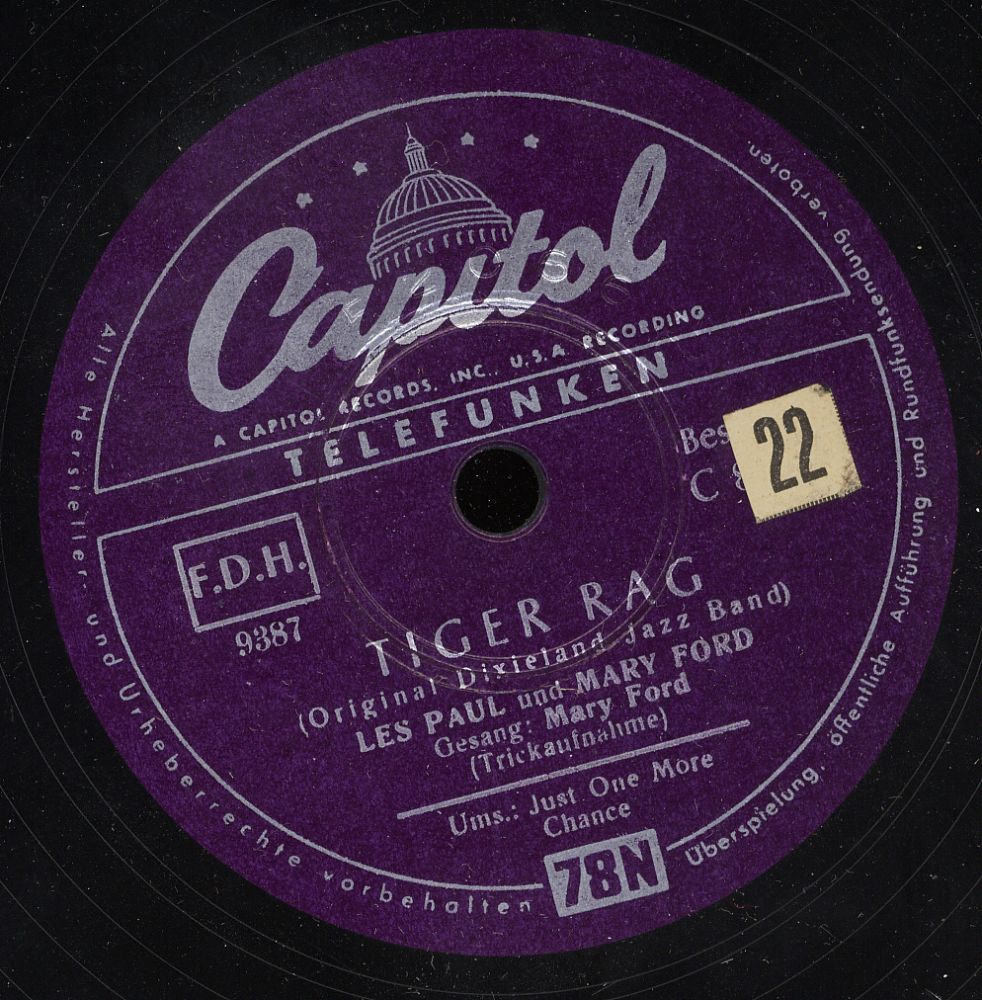 Capitol
A CAPITOL RECORDS, INC., U.S.A. RECORDING
TELEFUNKEN
Bes
C
22
F.D.H.
9387
TIGER RAG
(Original Dixieland Jazz Band)
LES PAUL und MARY FORD
Gesang: Mary Ford
(Trickaufnahme)
Ums.: Just One More
Chance
78N
Alle Hersteller- und Urheberrechte vorbehalten
Überspielung, öffentliche Aufführung und Rundfunksendung verboten.